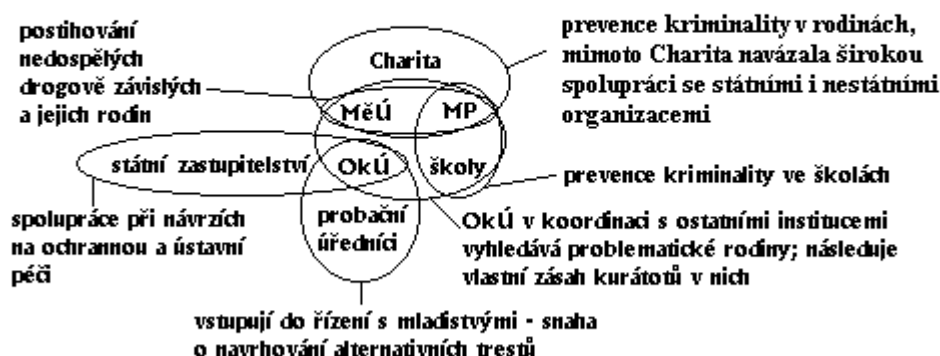 postihování
nedospělých
drogově závislých
a jejich rodin
prevence kriminality v rodinách,
mimoto Charita navázala širokou
spolupráci se státními i nestátními
organizacemi
Charita
MěÚ
MP
státní zastupitelství
OkÚ
školy
prevence kriminality ve školách
spolupráce při návrzích
na ochrannou a ústavní
péči
probační
úředníci
OkÚ v koordinaci s ostatními institucemi
vyhledává problematické rodiny; následuje
vlastní zásah kurátotů v nich
vstupují do řízení s mladistvými - snaha
o navrhování alternativních trestů